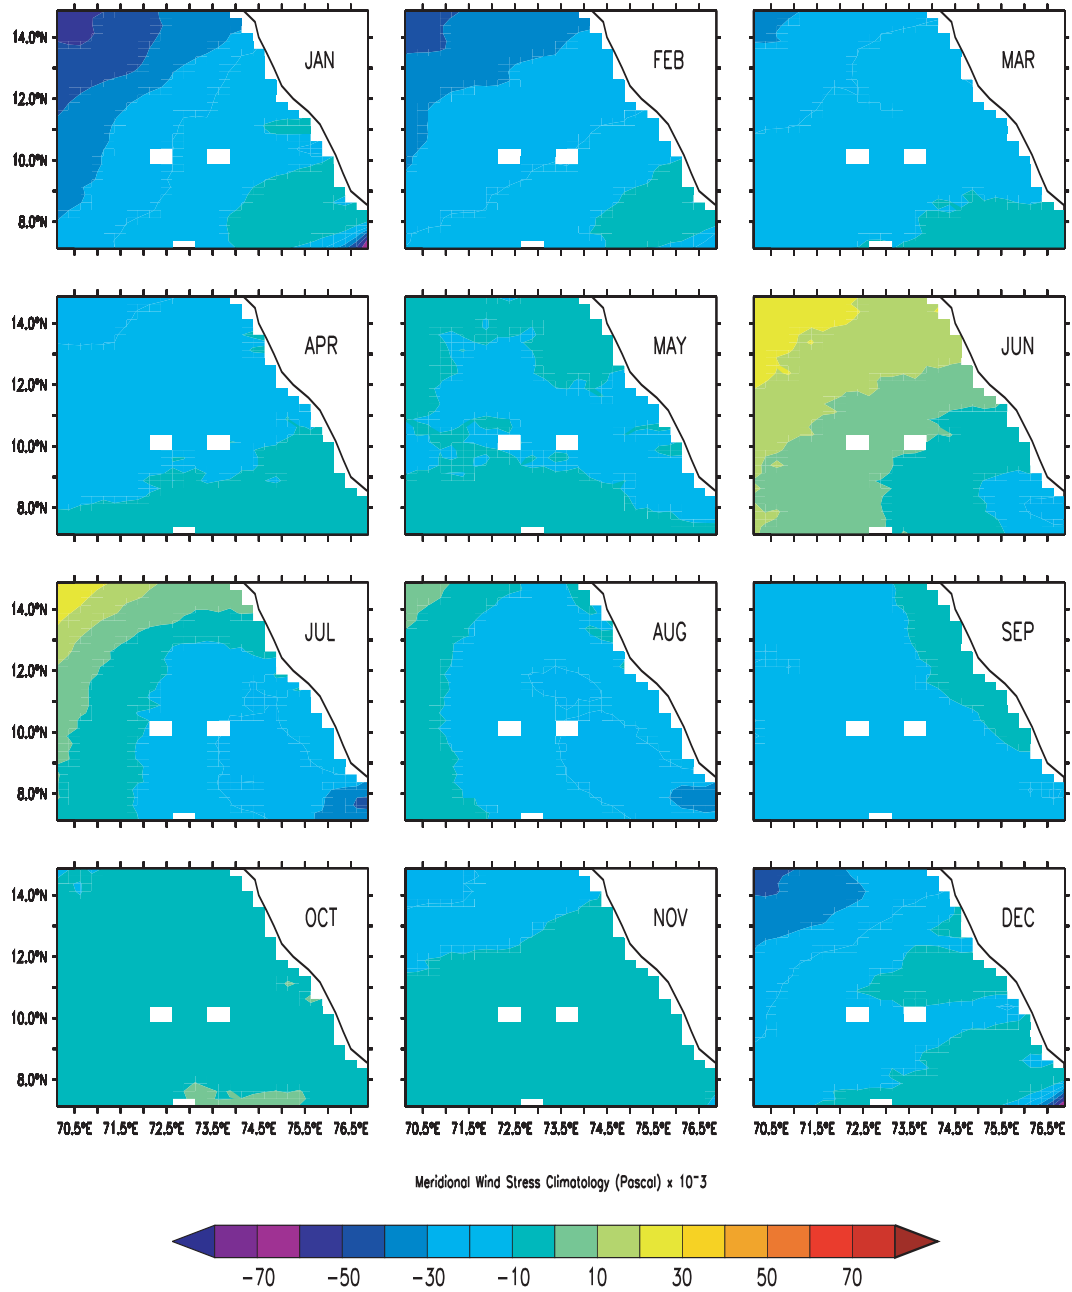 14.0°N
12.0°N
10.0°N
8.0°N
JAN
FEB
MAR
14.0°N
12.0°N
10.0°N
8.0°N
APR
MAY
JUN
14.0°N
12.0°N
10.0°N
8.0°N
JUL
AUG
SEP
14.0°N
12.0°N
10.0°N
8.0°N
OCT
NOV
DEC
70.5°E 71.5°E 72.5°E 73.5°E 74.5°E 75.5°E 76.5°E
70.5°E 71.5°E 72.5°E 73.5°E 74.5°E 75.5°E 76.5°E
70.5°E 71.5°E 72.5°E 73.5°E 74.5°E 75.5°E 76.5°E
Meridional Wind Stress Climatology (Pascal) x 10^-3
-70 -50 -30 -10 10 30 50 70